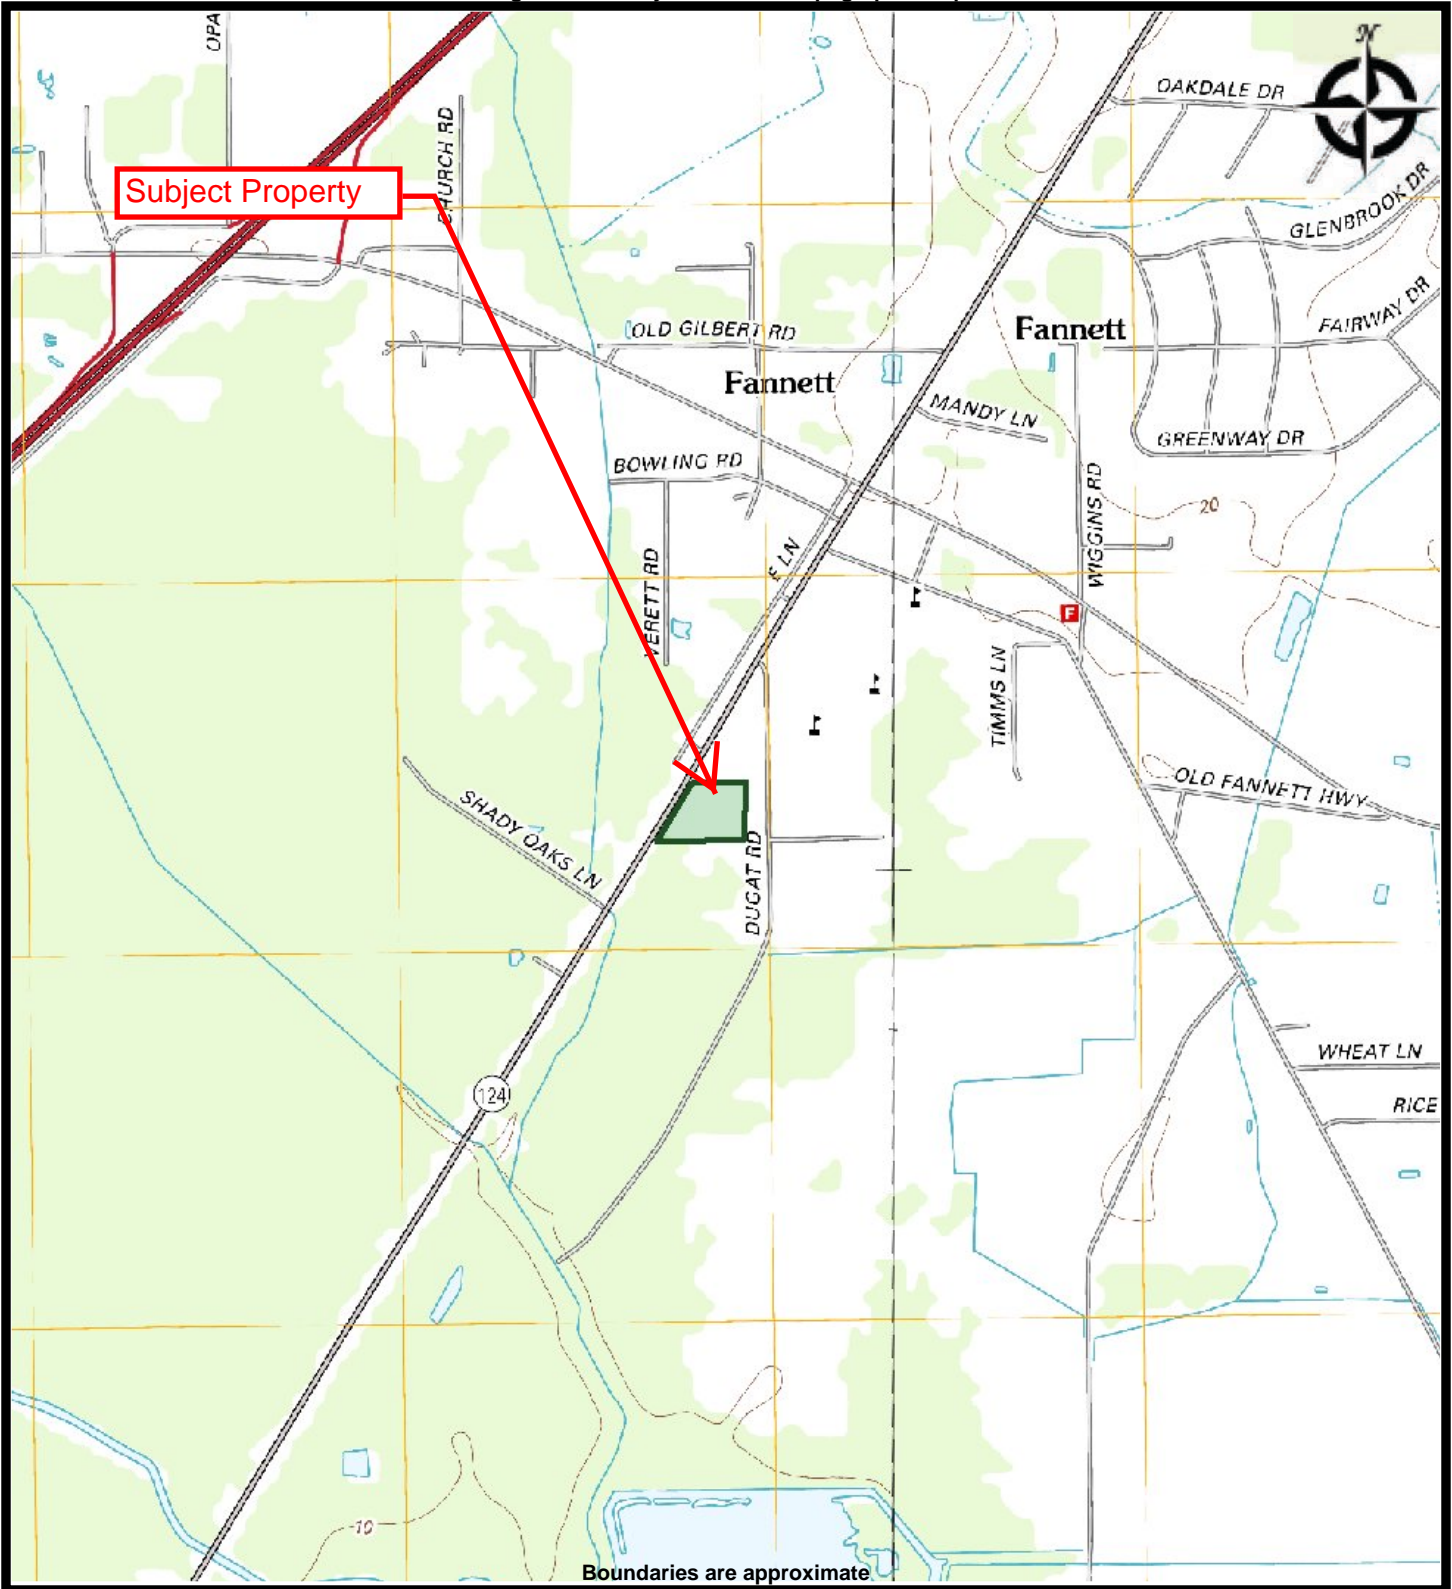 N
OPA
OAKDALE DR
CHURCH RD
Subject Property
GLENBROOK DR
FAIRWAY DR
OLD GILBERT RD
Fannett
Fannett
MANDY LN
GREENWAY DR
BOWLING RD
WIGGINS RD
20
E LN
VERETT RD
F
TIMMS LN
OLD FANNETT HWY
SHADY OAKS LN
DUGAT RD
WHEAT LN
124
RICE
10
Boundaries are approximate